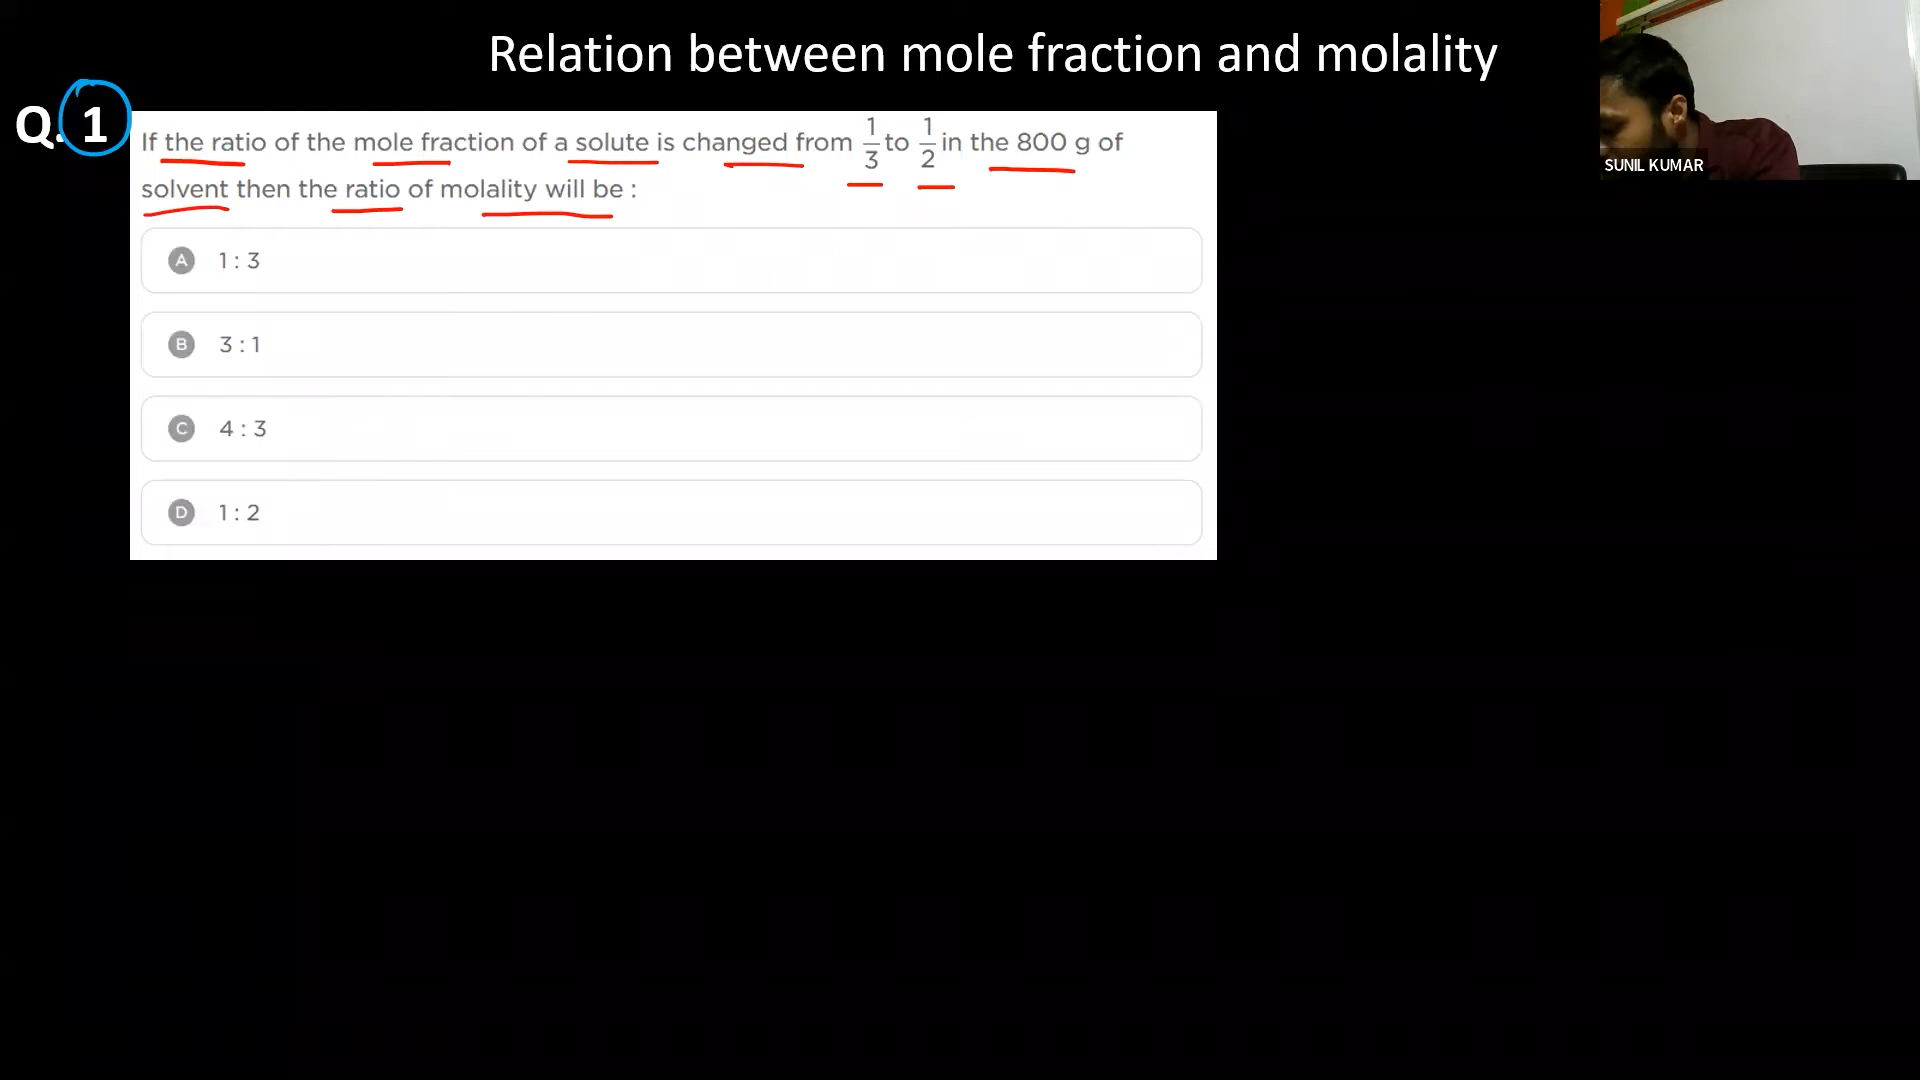 Relation between mole fraction and molality
SUNIL KUMAR
Q. 1
If the ratio of the mole fraction of a solute is changed from 1/3 to 1/2 in the 800 g of
solvent then the ratio of molality will be :
A 1 : 3
B 3 : 1
C 4 : 3
D 1 : 2